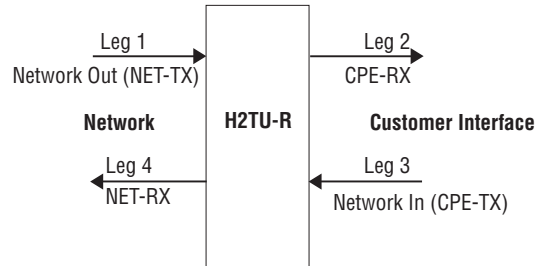 Leg 1
Network Out (NET-TX)
Leg 2
CPE-RX
Network
H2TU-R
Customer Interface
Leg 4
NET-RX
Leg 3
Network In (CPE-TX)